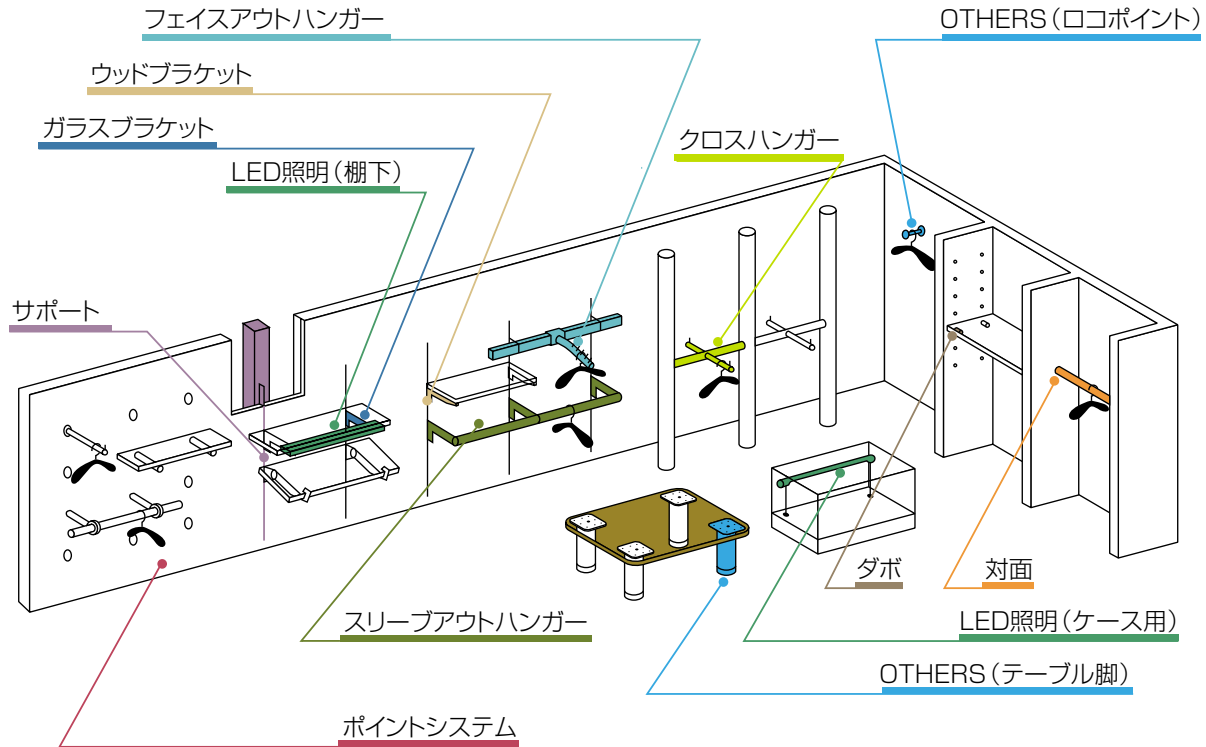 フェイスアウトハンガー
OTHERS（ロコポイント）
ウッドブラケット
ガラスブラケット
クロスハンガー
LED照明（棚下）
サポート
ダボ
対面
スリーブアウトハンガー
LED照明（ケース用）
OTHERS（テーブル脚）
ポイントシステム